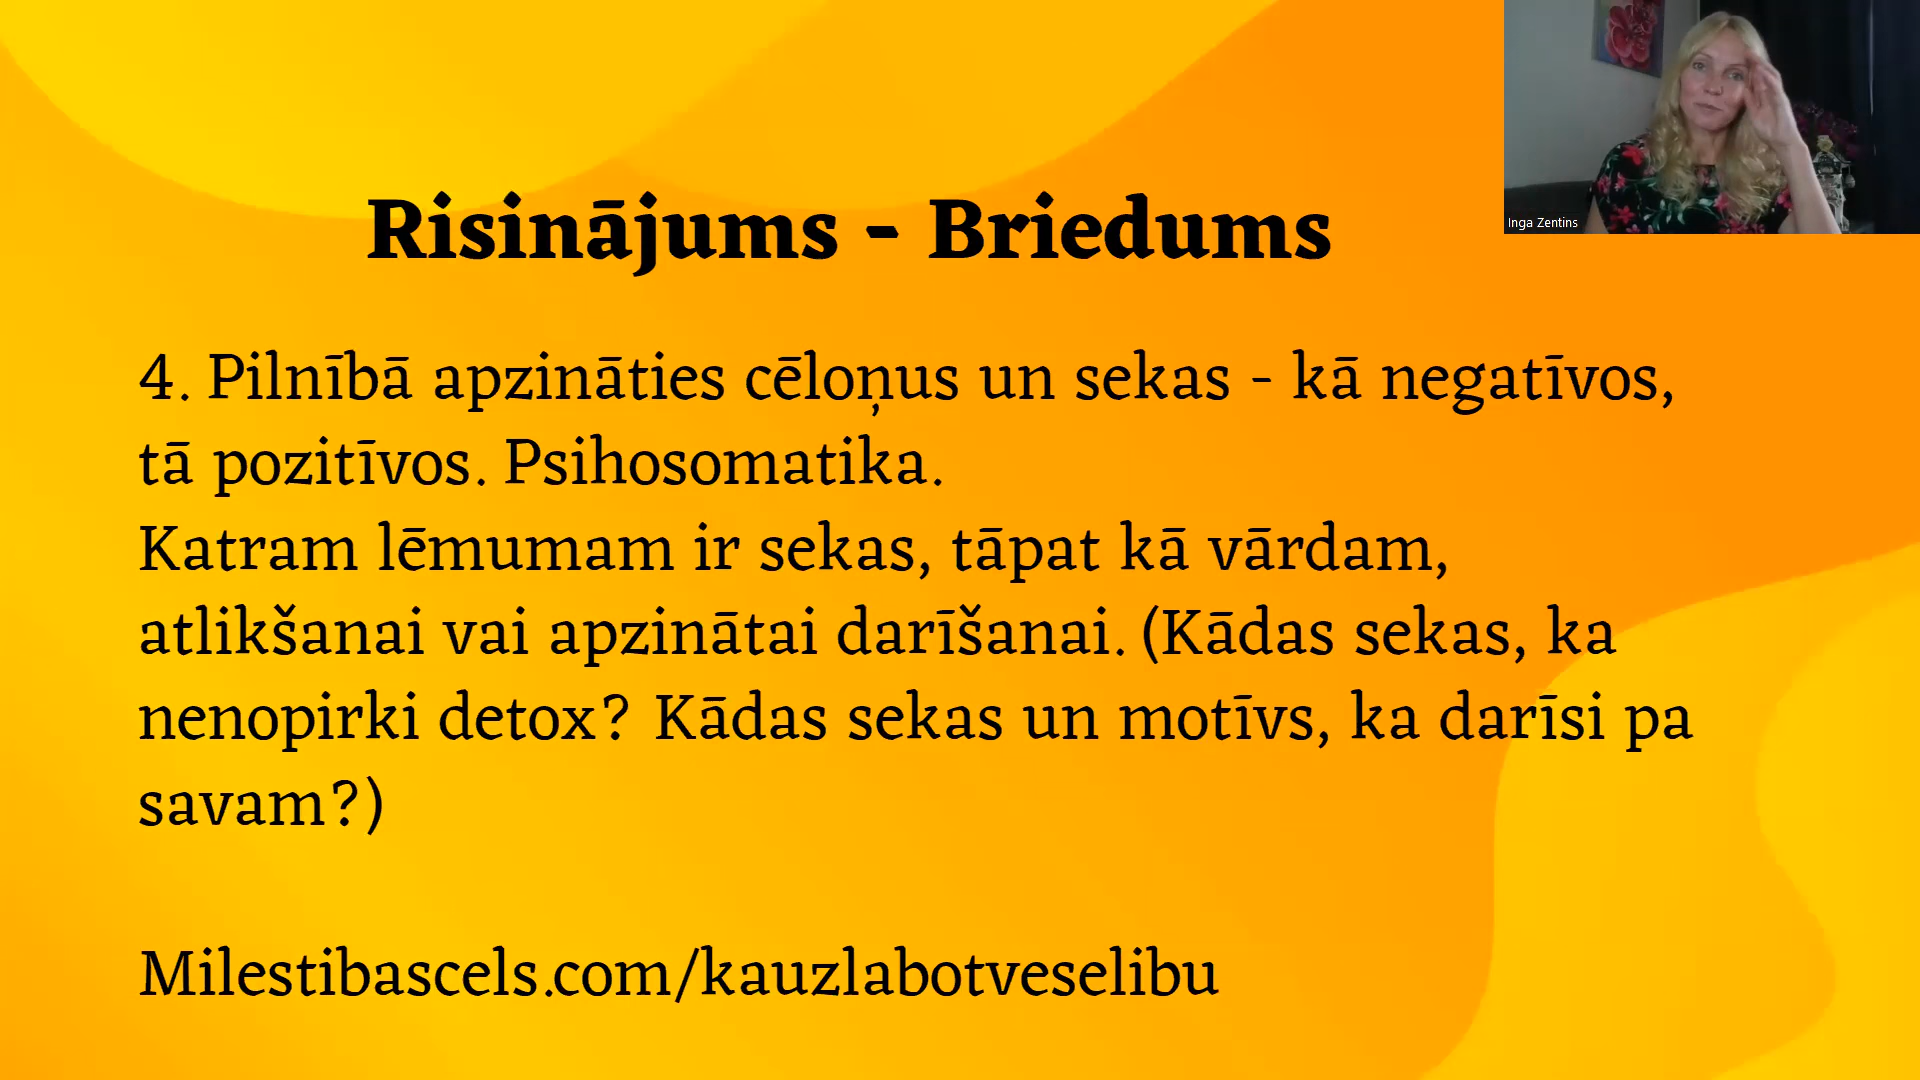 Risinājums - Briedums
Inga Zentins
4. Pilnībā apzināties cēloņus un sekas - kā negatīvos,
tā pozitīvos. Psihosomatika.
Katram lēmumam ir sekas, tāpat kā vārdam,
atlikšanai vai apzinātai darīšanai. (Kādas sekas, ka
nenopirki detox? Kādas sekas un motīvs, ka darīsi pa
savam?)
Milestibascels.com/kauzlabotveselibu